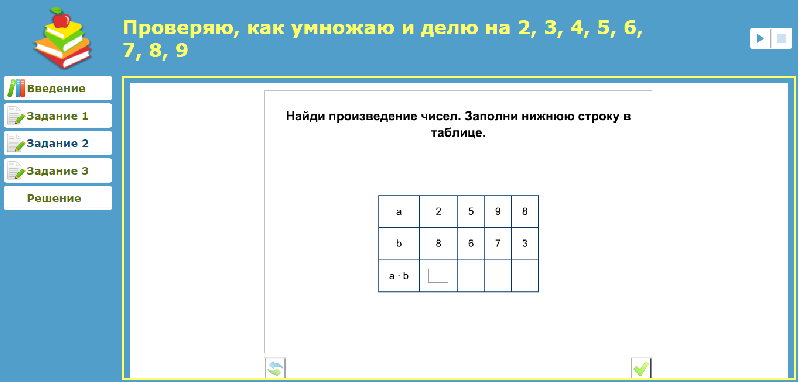 Проверяю, как умножаю и делю на 2, 3, 4, 5, 6,
7, 8, 9
Введение
Задание 1
Задание 2
Задание 3
Решение
Найди произведение чисел. Заполни нижнюю строку в
таблице.
a 2 5 9 8
b 8 6 7 3
a · b